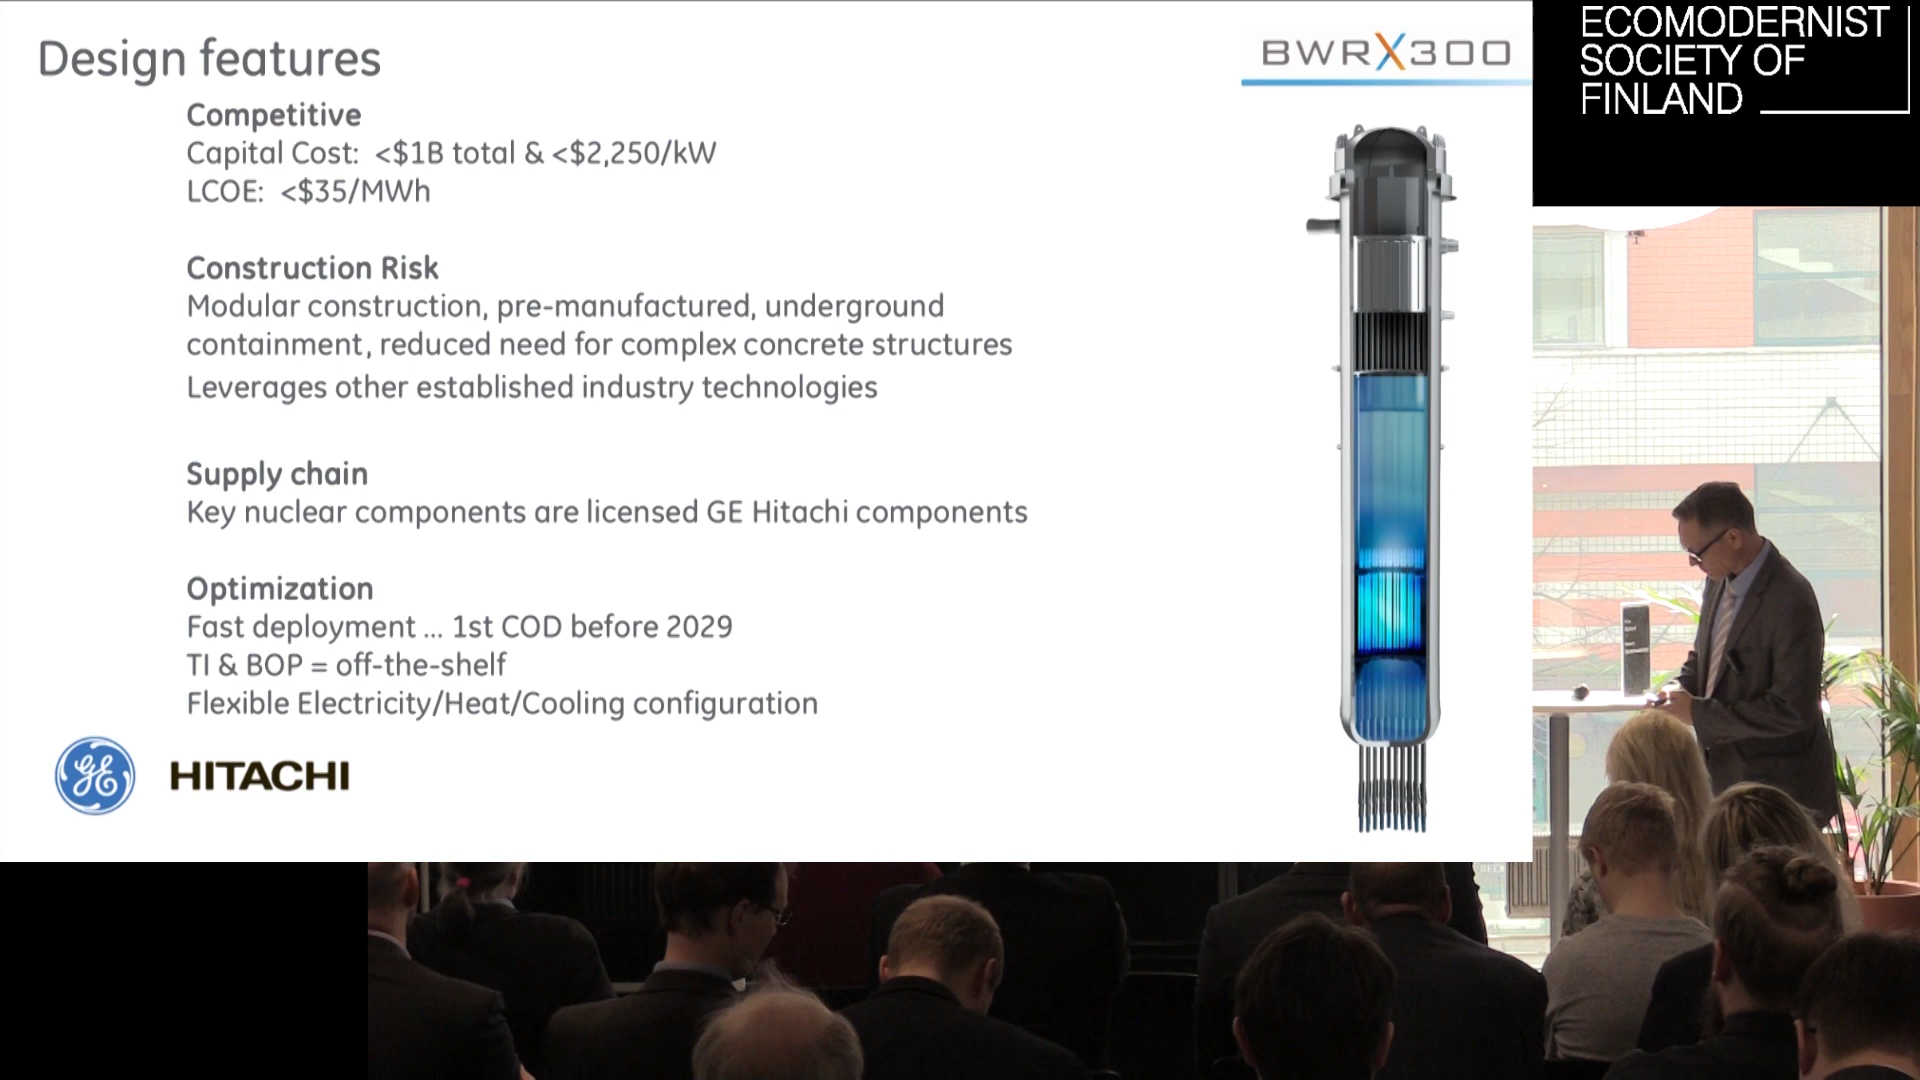 Design features
BWRX300
ECOMODERNIST
SOCIETY OF
FINLAND
Competitive
Capital Cost: <$1B total & <$2,250/kW
LCOE: <$35/MWh
Construction Risk
Modular construction, pre-manufactured, underground
containment, reduced need for complex concrete structures
Leverages other established industry technologies
Supply chain
Key nuclear components are licensed GE Hitachi components
Optimization
Fast deployment ... 1st COD before 2029
TI & BOP = off-the-shelf
Flexible Electricity/Heat/Cooling configuration
GE
HITACHI